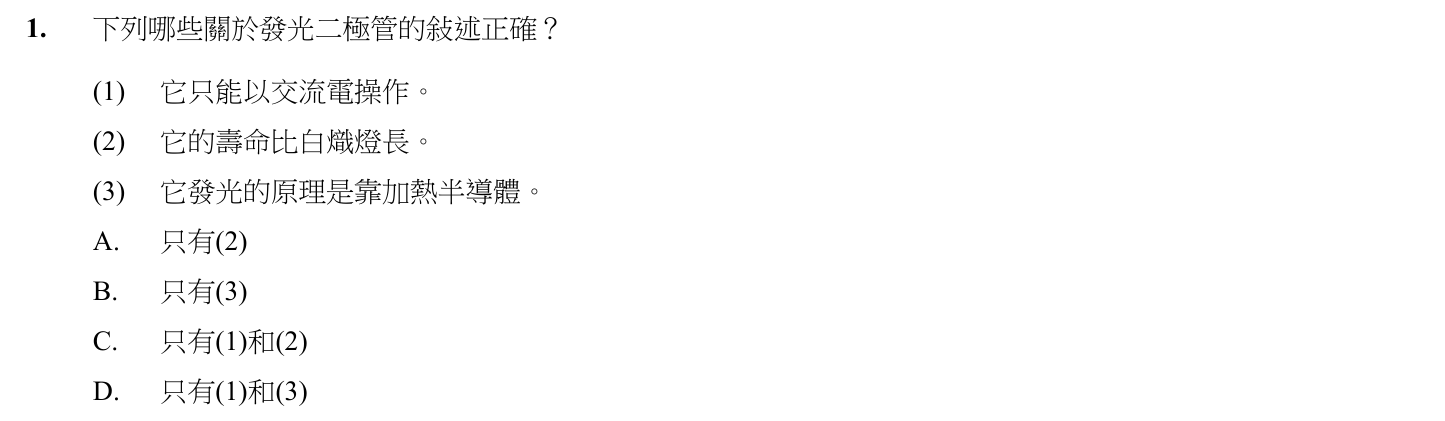 1. 下列哪些關於發光二極管的敍述正確？
(1) 它只能以交流電操作。
(2) 它的壽命比白熾燈長。
(3) 它發光的原理是靠加熱半導體。
A. 只有(2)
B. 只有(3)
C. 只有(1)和(2)
D. 只有(1)和(3)